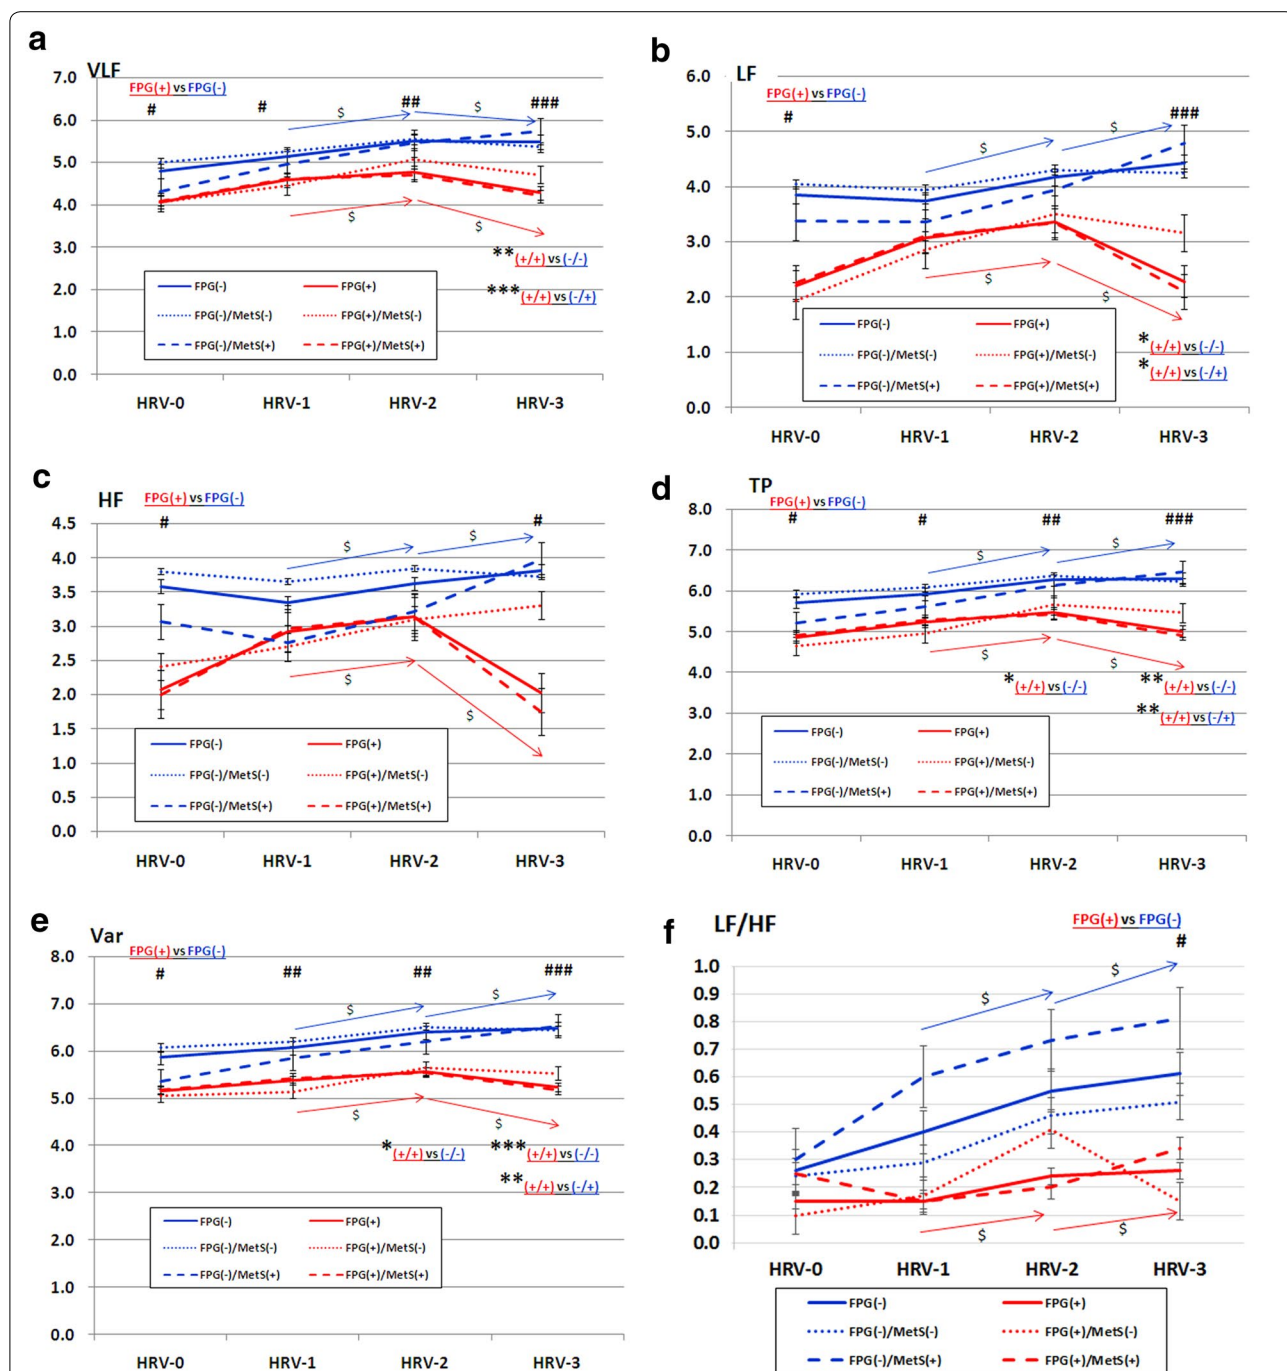 a
VLF
FPG(+) vs FPG(-)
7.0
6.0
5.0
4.0
3.0
2.0
1.0
0.0
# # ## ###
$ $
$ $
**(+/+) vs (-/-)
***(+/+) vs (-/+)
FPG(-) FPG(+)
FPG(-)/MetS(-) FPG(+)/MetS(-)
FPG(-)/MetS(+) FPG(+)/MetS(+)
HRV-0 HRV-1 HRV-2 HRV-3
b
LF
FPG(+) vs FPG(-)
6.0
5.0
4.0
3.0
2.0
1.0
0.0
# ###
$ $
$ $
*(+/+) vs (-/-)
*(+/+) vs (-/+)
FPG(-) FPG(+)
FPG(-)/MetS(-) FPG(+)/MetS(-)
FPG(-)/MetS(+) FPG(+)/MetS(+)
HRV-0 HRV-1 HRV-2 HRV-3
c
HF
FPG(+) vs FPG(-)
4.5
4.0
3.5
3.0
2.5
2.0
1.5
1.0
0.5
0.0
# #
$ $
$ $
FPG(-) FPG(+)
FPG(-)/MetS(-) FPG(+)/MetS(-)
FPG(-)/MetS(+) FPG(+)/MetS(+)
HRV-0 HRV-1 HRV-2 HRV-3
d
TP
FPG(+) vs FPG(-)
8.0
7.0
6.0
5.0
4.0
3.0
2.0
1.0
0.0
# # ## ###
$ $
$ $
*(+/+) vs (-/-) **(+/+) vs (-/-)
**(+/+) vs (-/+)
FPG(-) FPG(+)
FPG(-)/MetS(-) FPG(+)/MetS(-)
FPG(-)/MetS(+) FPG(+)/MetS(+)
HRV-0 HRV-1 HRV-2 HRV-3
e
Var
FPG(+) vs FPG(-)
8.0
7.0
6.0
5.0
4.0
3.0
2.0
1.0
0.0
# ## ## ###
$ $
$ $
*(+/+) vs (-/-) ***(+/+) vs (-/-)
**(+/+) vs (-/+)
FPG(-) FPG(+)
FPG(-)/MetS(-) FPG(+)/MetS(-)
FPG(-)/MetS(+) FPG(+)/MetS(+)
HRV-0 HRV-1 HRV-2 HRV-3
f
LF/HF
FPG(+) vs FPG(-)
#
1.0
0.9
0.8
0.7
0.6
0.5
0.4
0.3
0.2
0.1
0.0
$ $
$ $
HRV-0 HRV-1 HRV-2 HRV-3
FPG(-) FPG(+)
FPG(-)/MetS(-) FPG(+)/MetS(-)
FPG(-)/MetS(+) FPG(+)/MetS(+)